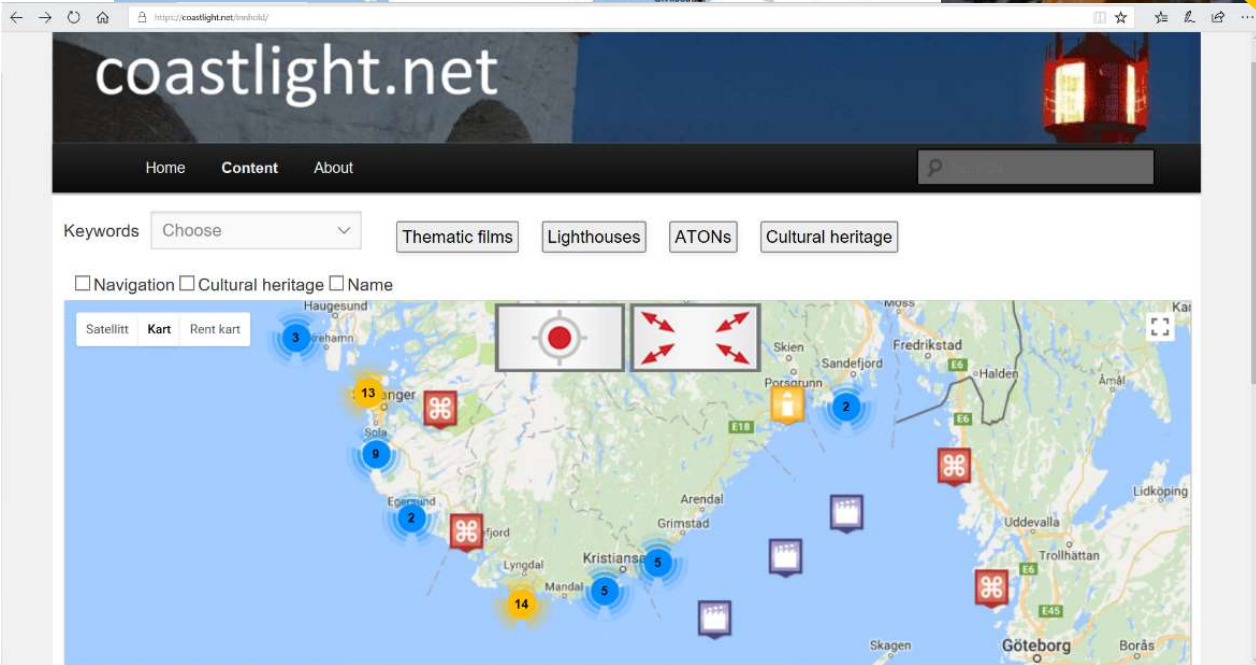 https://coastlight.net/innhold/
coastlight.net
Home Content About
Keywords Choose Thematic films Lighthouses ATONs Cultural heritage
Navigation Cultural heritage Name
Haugesund
Moss
Satellitt Kart Rent kart
3
Skien
Fredrikstad
Sandefjord
E6
Halden
Porsgrunn
Åmål
13
2
E18
E6
Sola
9
Lidköping
Egersund
2
Arendal
Grimstad
Uddevalla
Trollhättan
Lyngdal
5
E6
Mandal
5
14
E45
Skagen
Göteborg
Borås